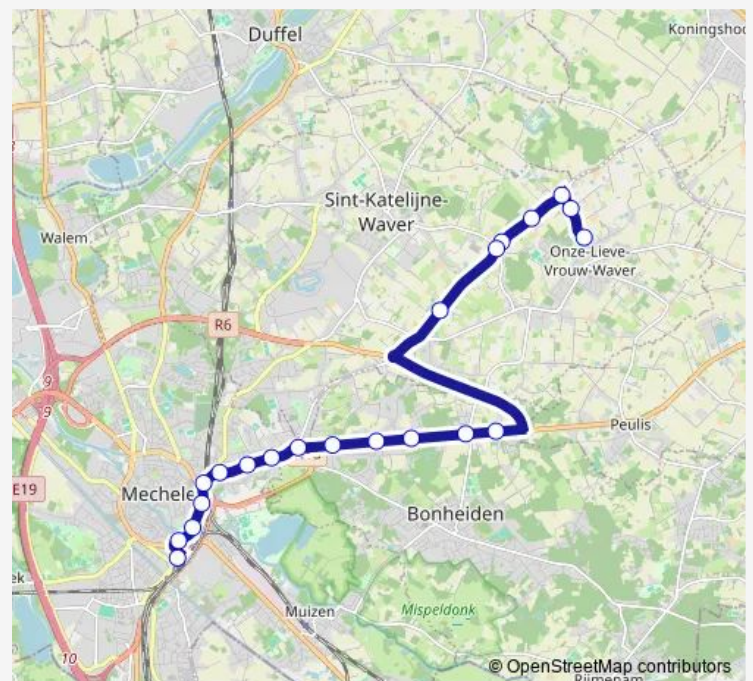 Duffel
Koningshoo
Sint-Katelijne-
Waver
Walem
Onze-Lieve-
Vrouw-Waver
R6
9
9
Peulis
E19
Mechele
Bonheiden
ek
Muizen
Mispeldonk
10
© OpenStreetMap contributors
Rijmenam